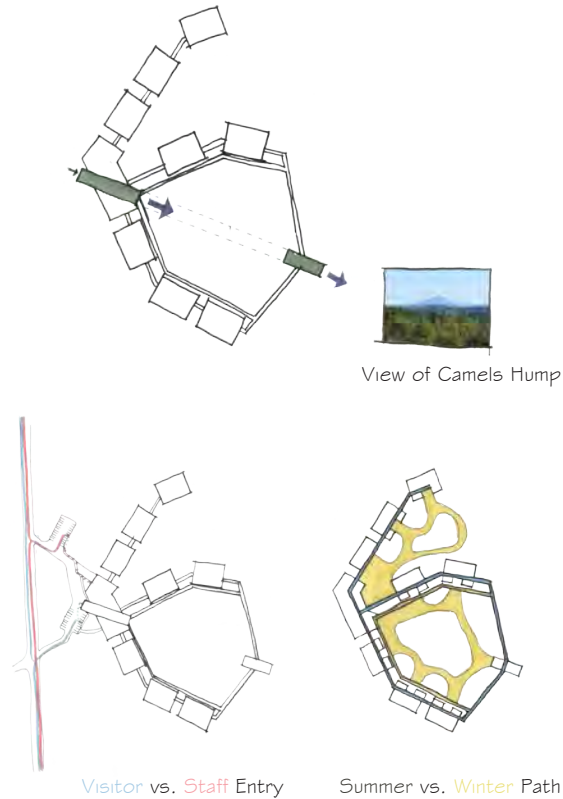 View of Camels Hump
Visitor vs. Staff Entry
Summer vs. Winter Path